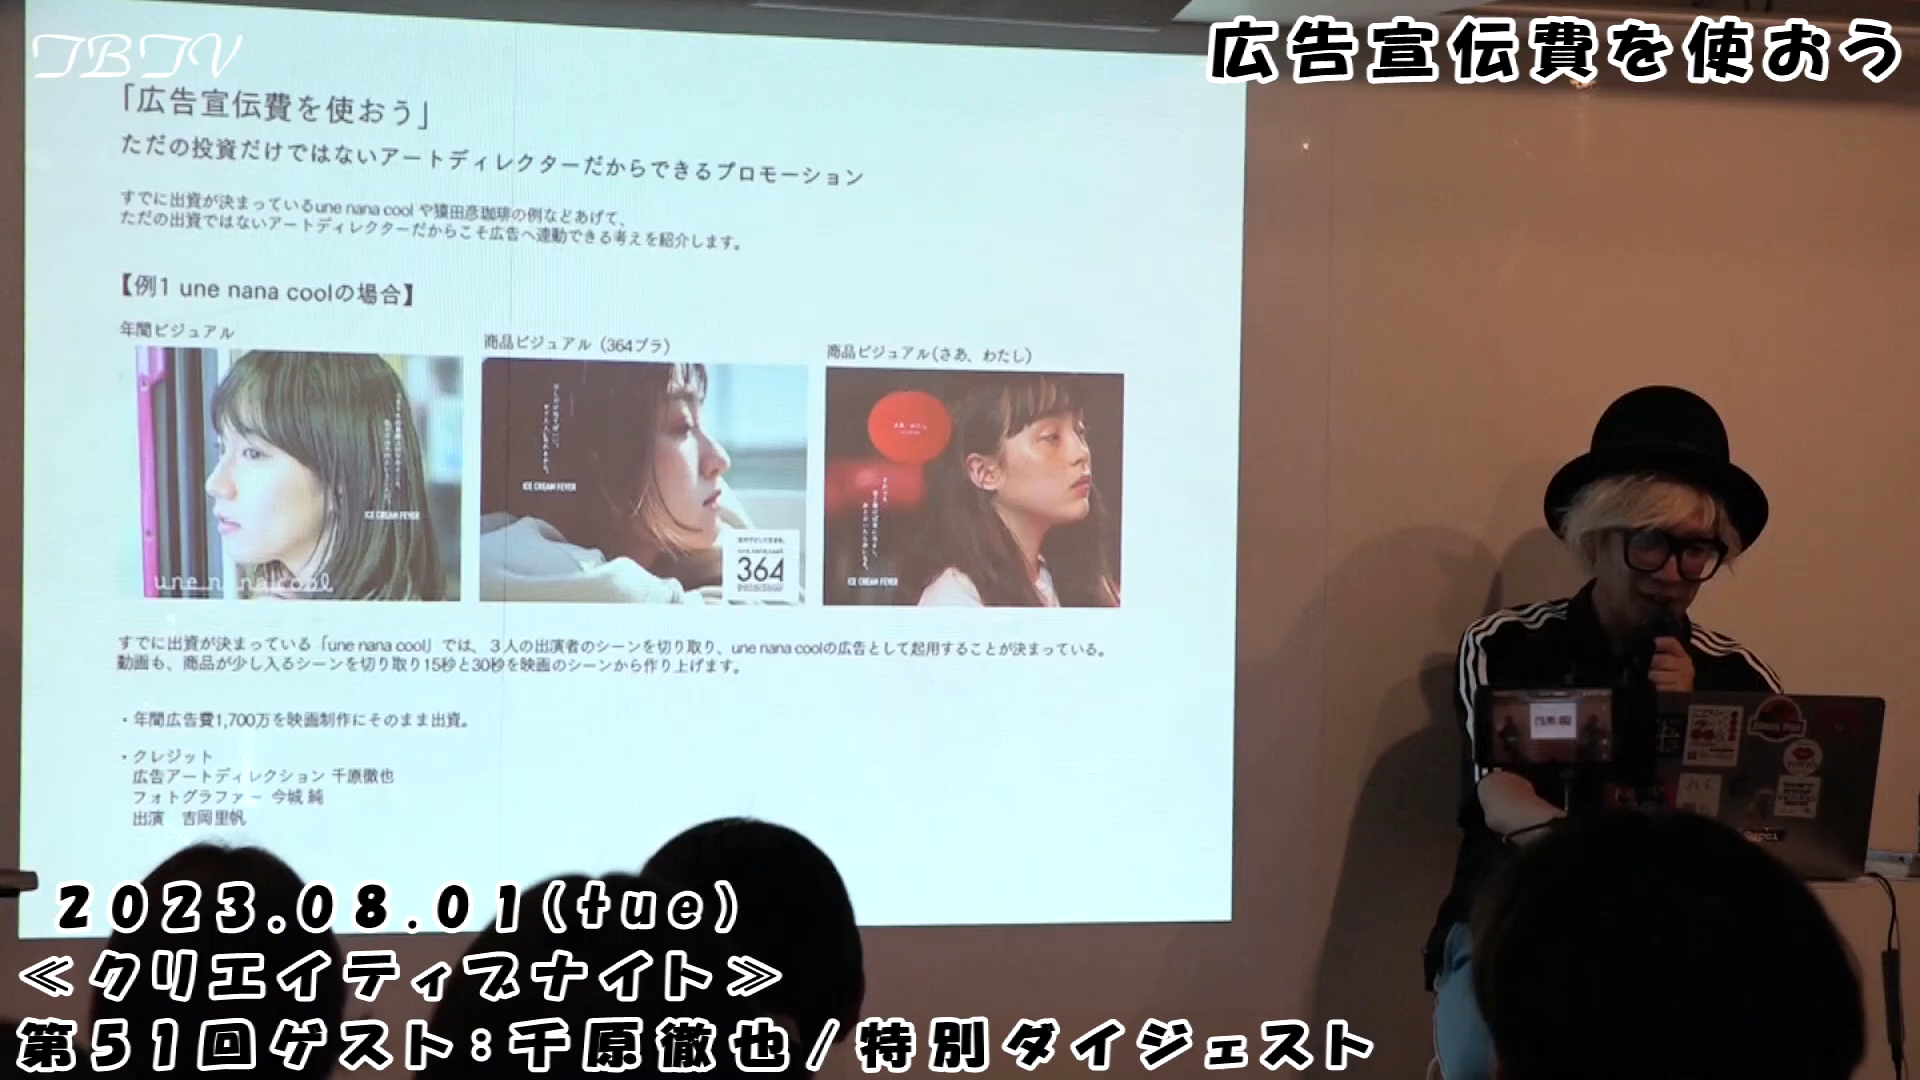 TBTV
広告宣伝費を使おう
「広告宣伝費を使おう」
ただの投資だけではないアートディレクターだからできるプロモーション
すでに出資が決まっているune nana cool や猿田彦珈琲の例などあげて、
ただの出資ではないアートディレクターだからこそ広告へ連動できる考えを紹介します。
【例1 une nana coolの場合】
年間ビジュアル
商品ビジュアル（364ブラ）
商品ビジュアル(さあ、わたし)
ICE CREAM FEVER
une nana cool
ICE CREAM FEVER
364
ICE CREAM FEVER
すでに出資が決まっている「une nana cool」では、３人の出演者のシーンを切り取り、une nana coolの広告として起用することが決まっている。
動画も、商品が少し入るシーンを切り取り15秒と30秒を映画のシーンから作り上げます。
・年間広告費1,700万を映画制作にそのまま出資。
・クレジット
広告アートディレクション 千原徹也
フォトグラファー 今城 純
出演　吉岡里帆
2023.08.01(tue)
≪クリエイティブナイト≫
第51回ゲスト:千原徹也/特別ダイジェスト